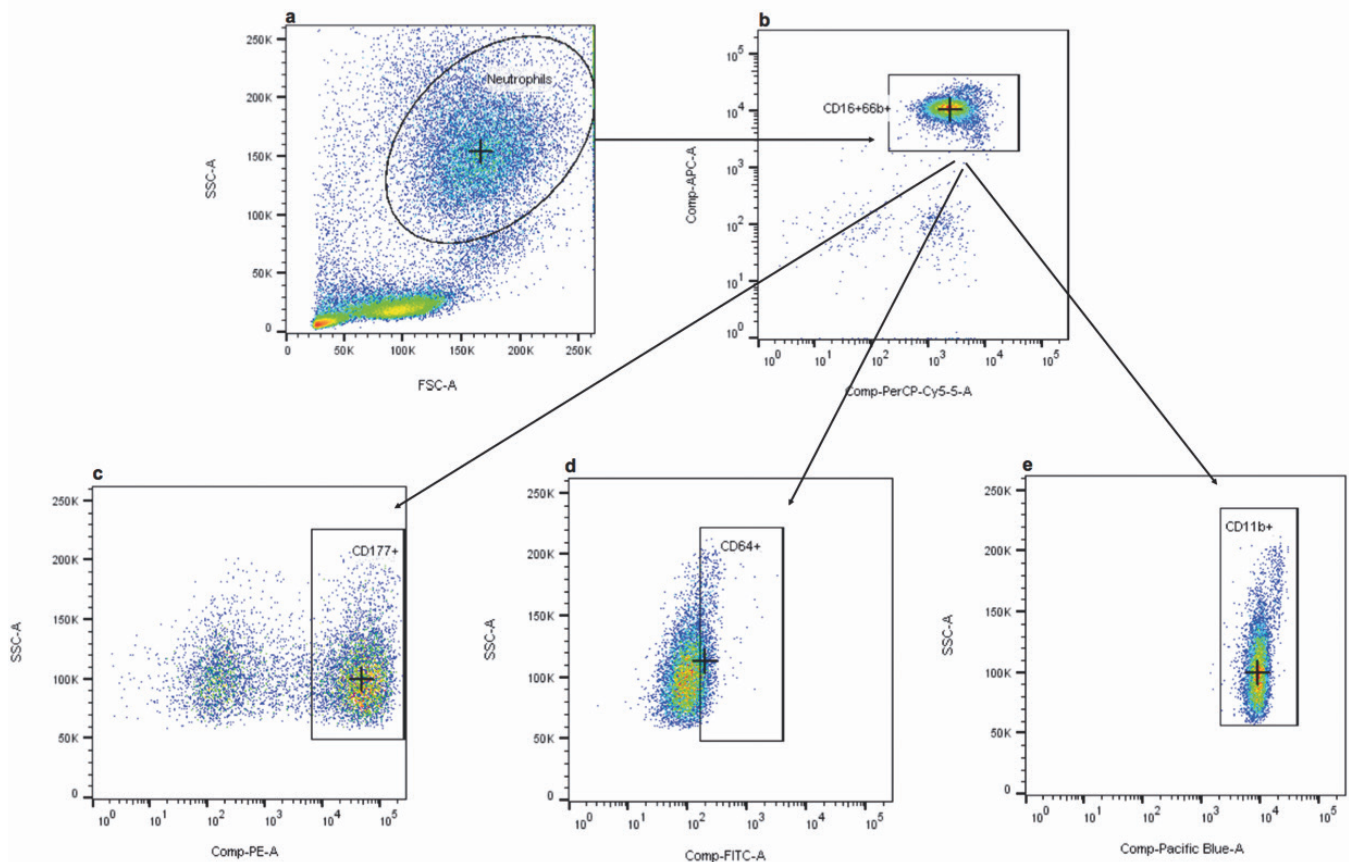 a
250K
200K
150K
100K
50K
0
SSC-A
Neutrophils
0 50K 100K 150K 200K 250K
FSC-A
b
10^5
10^4
10^3
10^2
10^1
10^0
Comp-APC-A
CD16+66b+
10^0 10^1 10^2 10^3 10^4 10^5
Comp-PerCP-Cy5-5-A
c
250K
200K
150K
100K
50K
0
SSC-A
CD177+
10^0 10^1 10^2 10^3 10^4 10^5
Comp-PE-A
d
250K
200K
150K
100K
50K
0
SSC-A
CD64+
10^0 10^1 10^2 10^3 10^4 10^5
Comp-FITC-A
e
250K
200K
150K
100K
50K
0
SSC-A
CD11b+
10^0 10^1 10^2 10^3 10^4 10^5
Comp-Pacific Blue-A